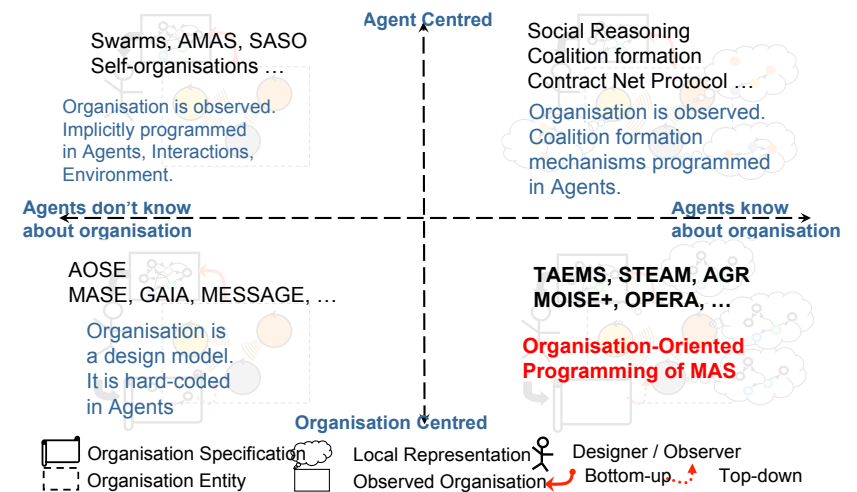 Agent Centred
Swarms, AMAS, SASO
Self-organisations …
Organisation is observed.
Implicitly programmed
in Agents, Interactions,
Environment.
Social Reasoning
Coalition formation
Contract Net Protocol …
Organisation is observed.
Coalition formation
mechanisms programmed
in Agents.
Agents don't know
about organisation
Agents know
about organisation
AOSE
MASE, GAIA, MESSAGE, …
Organisation is
a design model.
It is hard-coded
in Agents
TAEMS, STEAM, AGR
MOISE+, OPERA, …
Organisation-Oriented
Programming of MAS
Organisation Centred
Organisation Specification
Local Representation
Designer / Observer
Organisation Entity
Observed Organisation
Bottom-up
Top-down